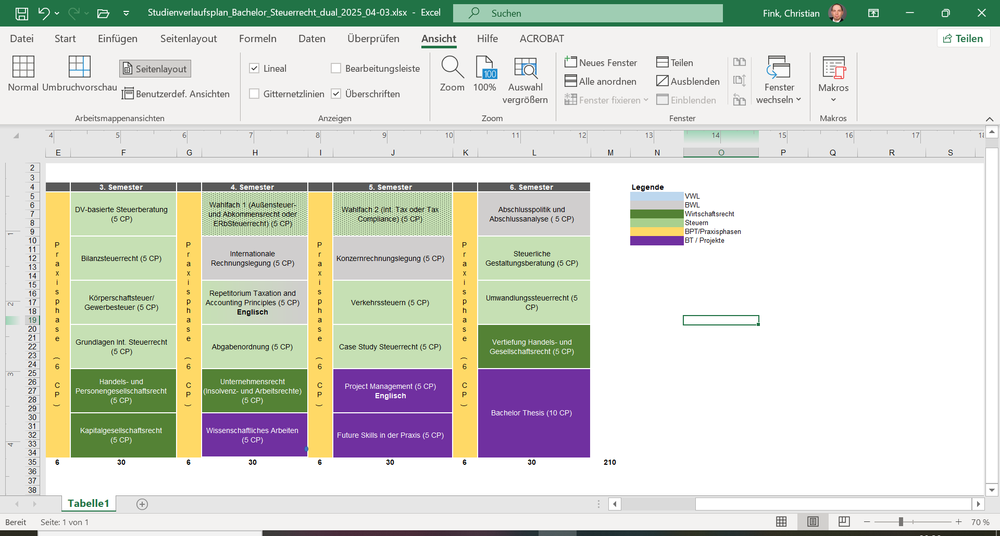 Studienverlaufsplan_Bachelor_Steuerrecht_dual_2025_04-03.xlsx - Excel
Suchen
Fink, Christian
Datei Start Einfügen Seitenlayout Formeln Daten Überprüfen Ansicht Hilfe ACROBAT
Teilen
Normal
Umbruchvorschau
Seitenlayout
Benutzerdef. Ansichten
Arbeitsmappenansichten
Lineal
Bearbeitungsleiste
Gitternetzlinien
Überschriften
Anzeigen
Zoom
100
100%
Auswahl
vergrößern
Zoom
Neues Fenster
Alle anordnen
Fenster fixieren
Teilen
Ausblenden
Einblenden
Fenster
wechseln
Fenster
Makros
Makros
4 5 6 7 8 9 10 11 12 13 14 15 16 17 18
E F G H I J K L M N O P Q R S
2
3
4
5
6
7
8
9
10
11
12
13
14
15
16
17
18
19
20
21
22
23
24
25
26
27
28
29
30
31
32
33
34
35
36
37
38
1
2
3
4
Praxisphase (6 CP)
3. Semester
DV-basierte Steuerberatung
(5 CP)
Bilanzsteuerrecht (5 CP)
Körperschaftsteuer/
Gewerbesteuer (5 CP)
Grundlagen Int. Steuerrecht
(5 CP)
Handels- und
Personengesellschaftsrecht
(5 CP)
Kapitalgesellschaftsrecht
(5 CP)
Praxisphase (6 CP)
4. Semester
Wahlfach 1 (Außensteuer-
und Abkommensrecht oder
ERbSteuerrecht) (5 CP)
Internationale
Rechnungslegung (5 CP)
Repetitorium Taxation and
Accounting Principles (5 CP)
Englisch
Abgabenordnung (5 CP)
Unternehmensrecht
(Insolvenz- und Arbeitsrechte)
(5 CP)
Wissenschaftliches Arbeiten
(5 CP)
Praxisphase (6 CP)
5. Semester
Wahlfach 2 (Int. Tax oder Tax
Compliance) (5 CP)
Konzernrechnungslegung (5 CP)
Verkehrssteuern (5 CP)
Case Study Steuerrecht (5 CP)
Project Management (5 CP)
Englisch
Future Skills in der Praxis (5 CP)
Praxisphase (6 CP)
6. Semester
Abschlusspolitik und
Abschlussanalyse ( 5 CP)
Steuerliche
Gestaltungsberatung (5 CP)
Umwandlungssteuerrecht (5
CP)
Vertiefung Handels- und
Gesellschaftsrecht (5 CP)
Bachelor Thesis (10 CP)
6 30 6 30 6 30 6 30 210
Legende
VWL
BWL
Wirtschaftsrecht
Steuern
BPT/Praxisphasen
BT / Projekte
Tabelle1
Bereit
Seite: 1 von 1
70 %